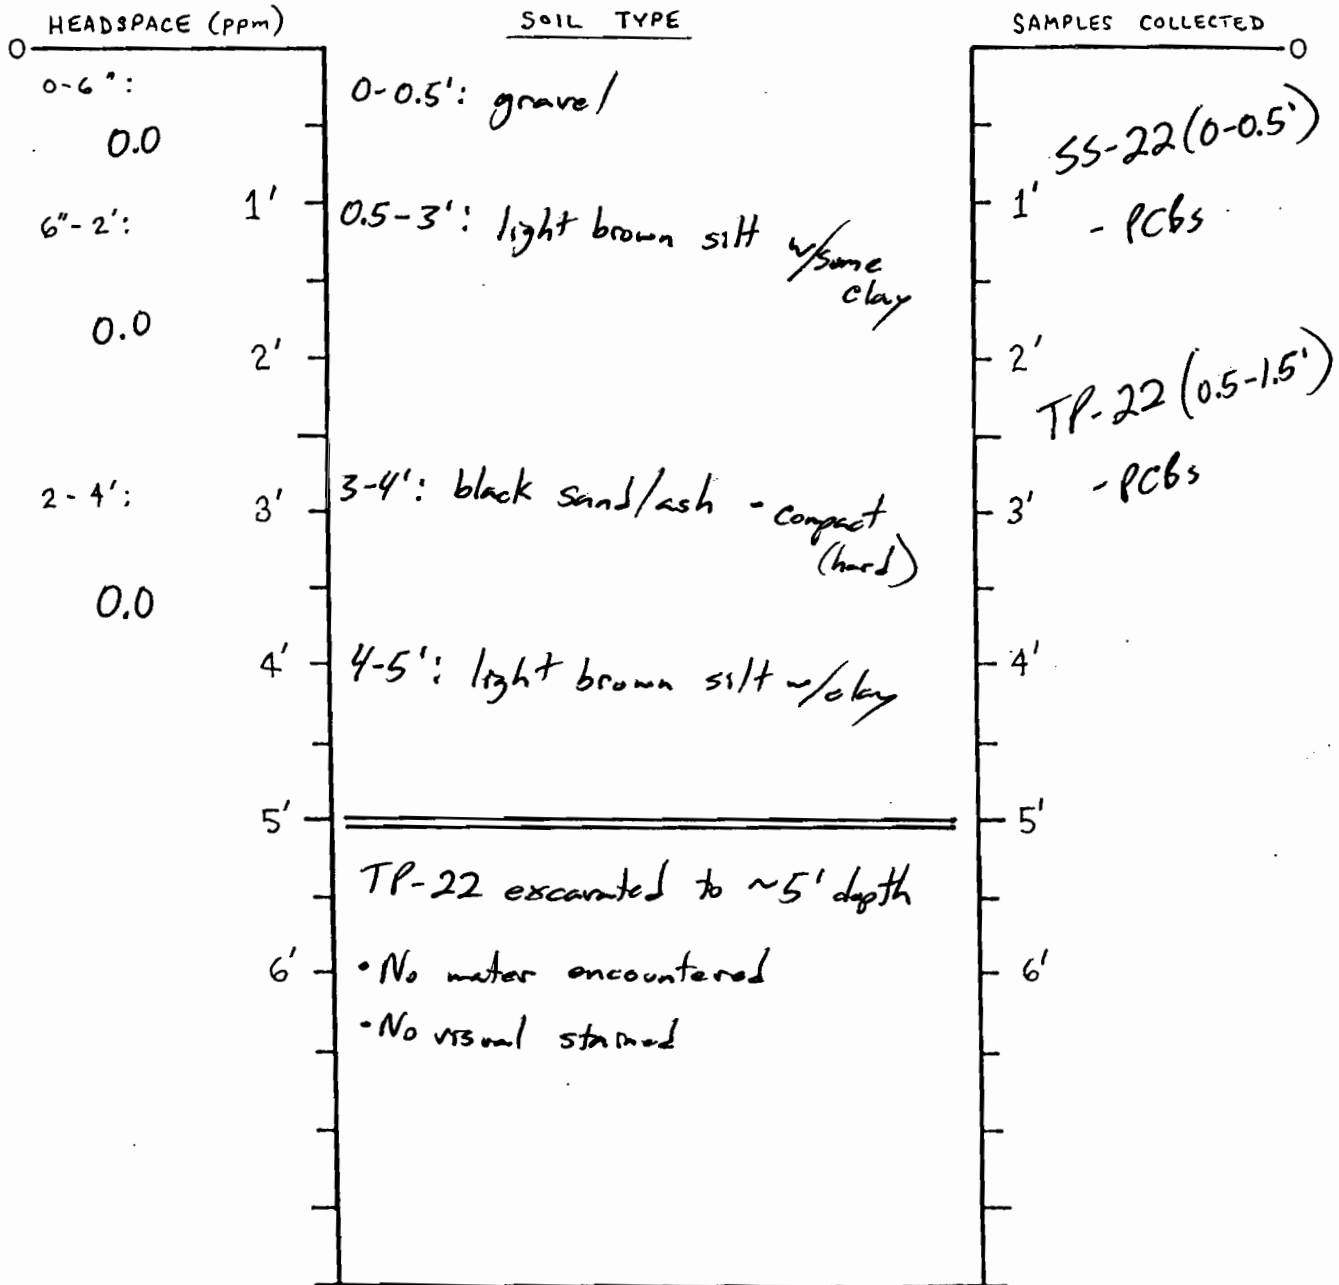 HEADSPACE (ppm)
SOIL TYPE
SAMPLES COLLECTED
0
0
0-6":
0.0
6"-2':
0.0
2-4':
0.0
1'
2'
3'
4'
5'
6'
0-0.5': gravel
0.5-3': light brown silt w/some
clay
3-4': black sand/ash - compact
(hard)
4-5': light brown silt w/clay
TP-22 excavated to ~5' depth
•No water encountered
•No visual stained
SS-22 (0-0.5')
- PCBs
TP-22 (0.5-1.5')
- PCBs
1'
2'
3'
4'
5'
6'